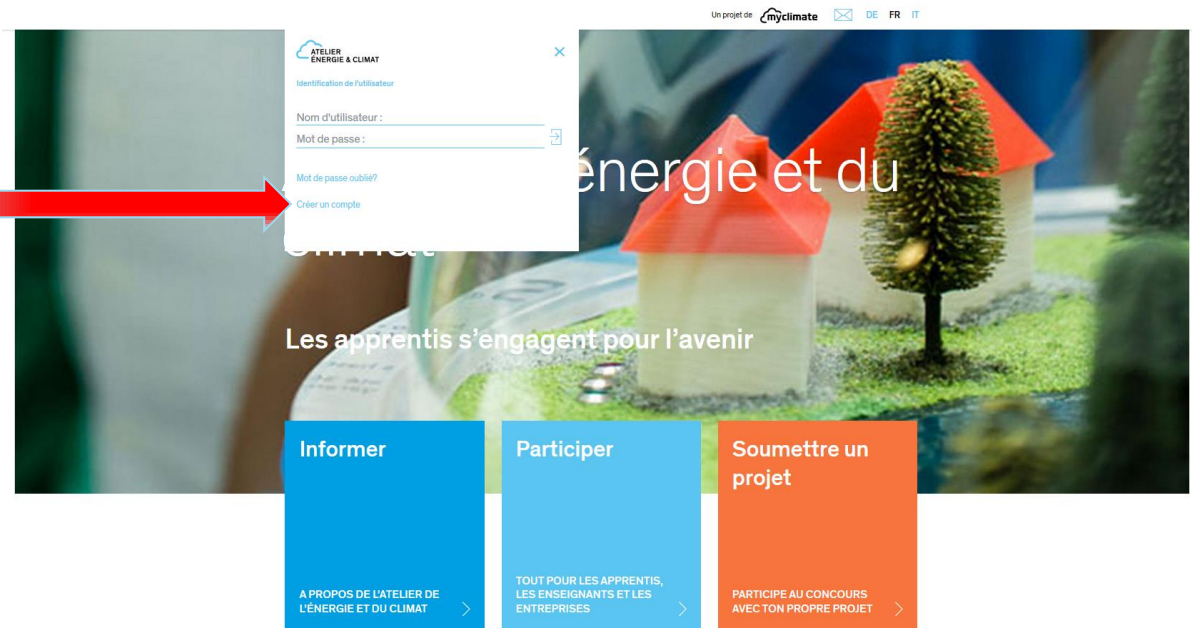 Un projet de myclimate DE FR IT
ATELIER
ÉNERGIE & CLIMAT
Identification de l'utilisateur
Nom d'utilisateur :
Mot de passe :
Mot de passe oublié?
Créer un compte
énergie et du
Les apprentis s'engagent pour l'avenir
Informer
A PROPOS DE L'ATELIER DE
L'ÉNERGIE ET DU CLIMAT
Participer
TOUT POUR LES APPRENTIS,
LES ENSEIGNANTS ET LES
ENTREPRISES
Soumettre un
projet
PARTICIPE AU CONCOURS
AVEC TON PROPRE PROJET